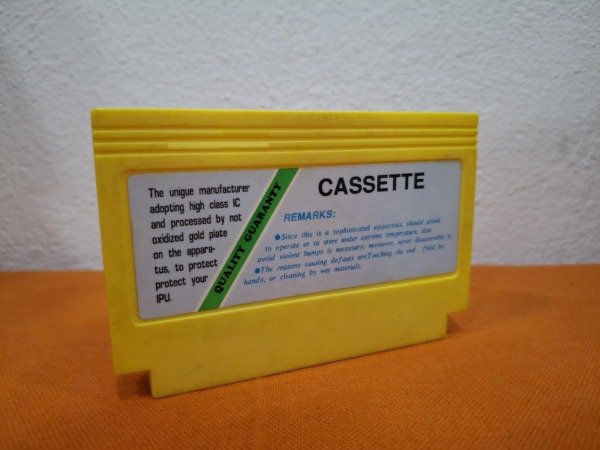 The unique manufacturer
adopting high class IC
and processed by not
oxidized gold plate
on the appara-
tus, to protect
protect your
IPU.
QUALITY GUARANTY
CASSETTE
REMARKS:
●Since this is a sophisticated apparatus, should avoid
to operate or to store under extreme temperature, also
avoid violent bumps is necessary; moreover, never disassemble it.
●The reasons causing defauts are:Touching the end field by
hands, or cleaning by wet materials.